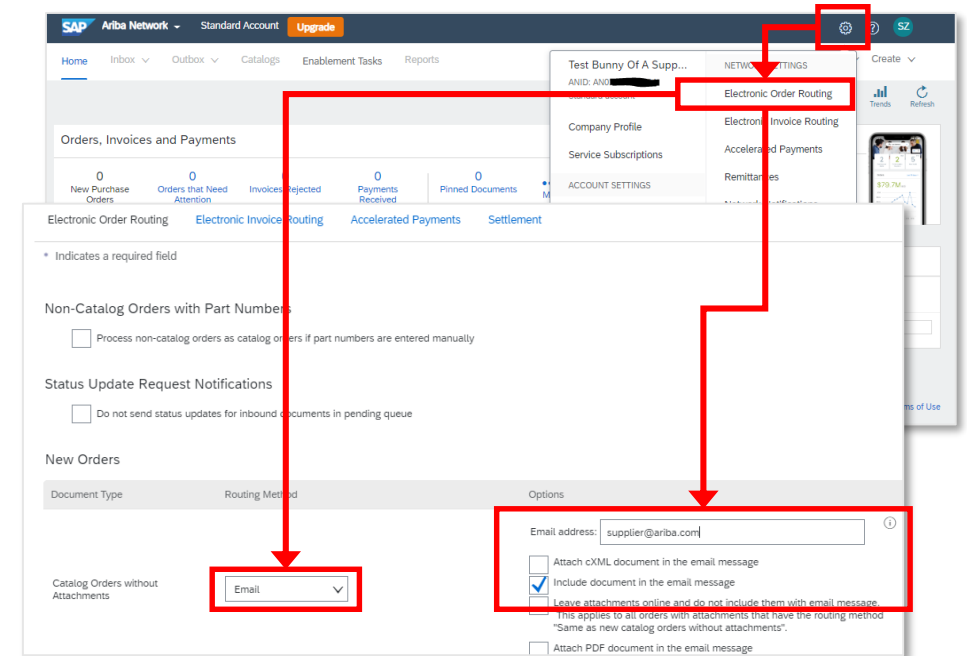 SAP Ariba Network Standard Account Upgrade SZ
Home Inbox Outbox Catalogs Enablement Tasks Reports Create
Test Bunny Of A Supp...
ANID: AN0
Company Profile
Service Subscriptions
ACCOUNT SETTINGS
Electronic Order Routing
Electronic Invoice Routing
Accelerated Payments
Trends Refresh
Orders, Invoices and Payments
0
New Purchase
Orders
0
Orders that Need
Attention
Invoices Rejected
0
Payments
Received
0
Pinned Documents
$79.7M
Electronic Order Routing Electronic Invoice Routing Accelerated Payments Settlement
* Indicates a required field
Non-Catalog Orders with Part Numbers
Process non-catalog orders as catalog orders if part numbers are entered manually
Status Update Request Notifications
Do not send status updates for inbound documents in pending queue
of Use
New Orders
Document Type Routing Method Options
Email address: supplier@ariba.com
Attach cXML document in the email message
Include document in the email message
Leave attachments online and do not include them with email message.
This applies to all orders with attachments that have the routing method
"Same as new catalog orders without attachments".
Attach PDF document in the email message
Catalog Orders without
Attachments
Email